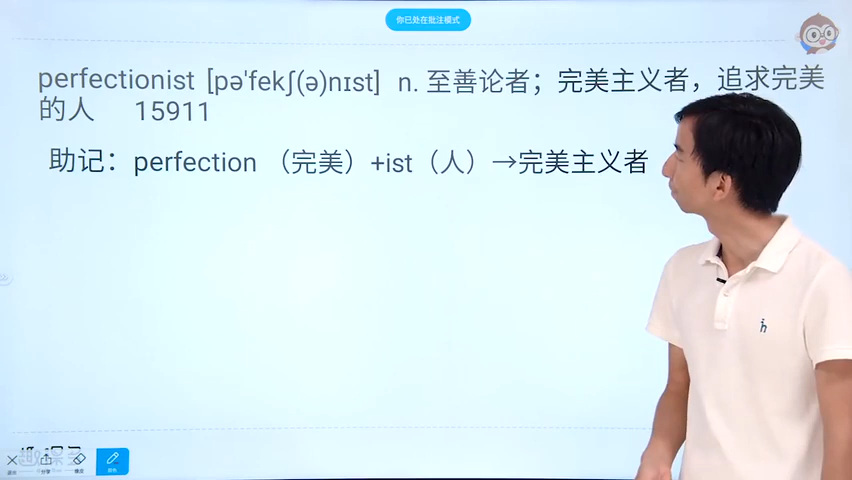 你已处在批注模式
perfectionist [pə'fekʃ(ə)nɪst] n. 至善论者；完美主义者，追求完美
的人 15911
助记：perfection （完美）+ist（人）→完美主义者
h
分享